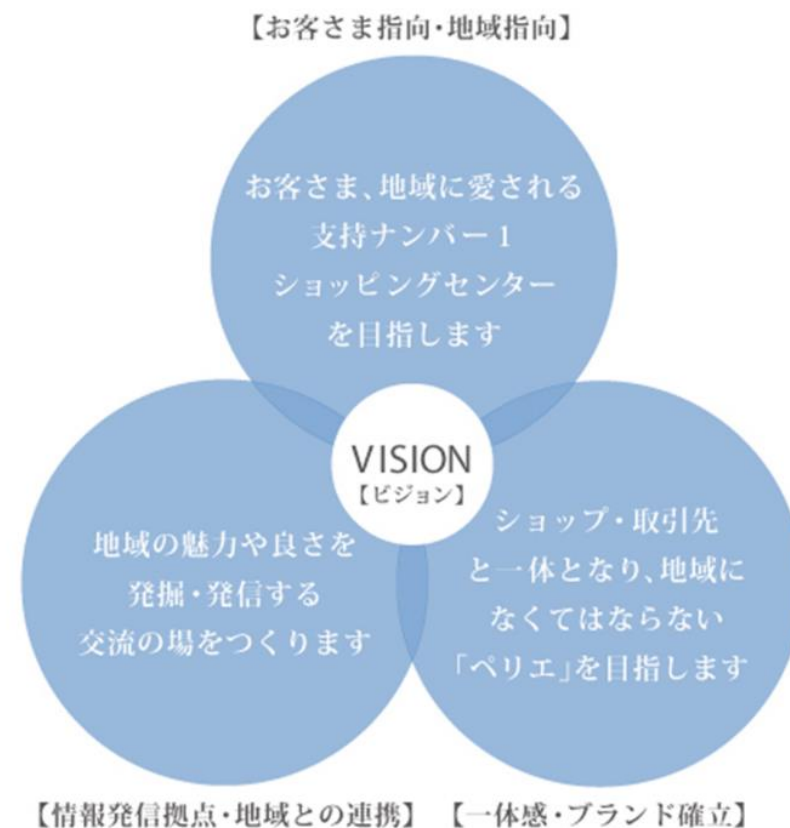 【お客さま指向・地域指向】
お客さま、地域に愛される
支持ナンバー1
ショッピングセンター
を目指します
VISION
【ビジョン】
地域の魅力や良さを
発掘・発信する
交流の場をつくります
ショップ・取引先
と一体となり、地域に
なくてはならない
「ペリエ」を目指します
【情報発信拠点・地域との連携】
【一体感・ブランド確立】